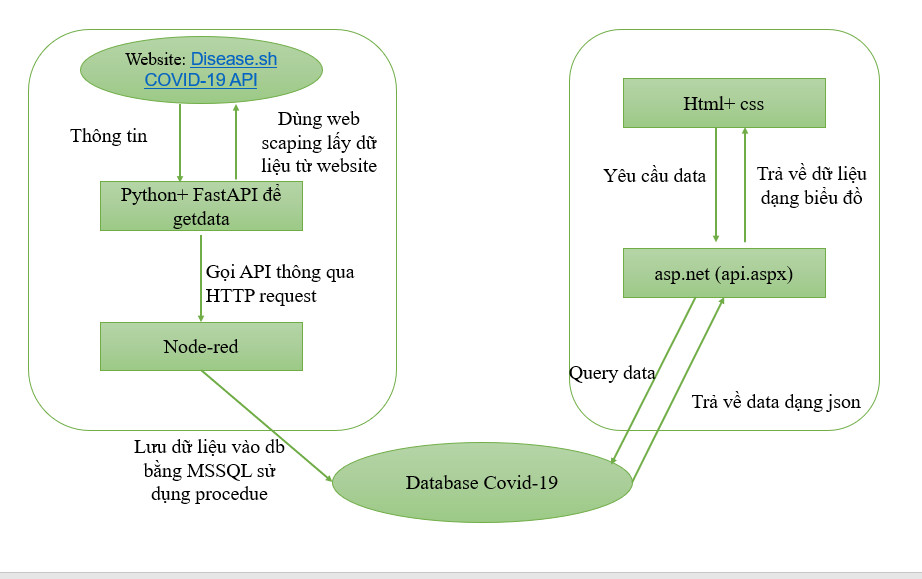 Website: Disease.sh
COVID-19 API
Thông tin
Dùng web
scaping lấy dữ
liệu từ website
Python+ FastAPI để
getdata
Gọi API thông qua
HTTP request
Node-red
Lưu dữ liệu vào db
bằng MSSQL sử
dụng procedue
Database Covid-19
Html+ css
Yêu cầu data
Trả về dữ liệu
dạng biểu đồ
asp.net (api.aspx)
Query data
Trả về data dạng json